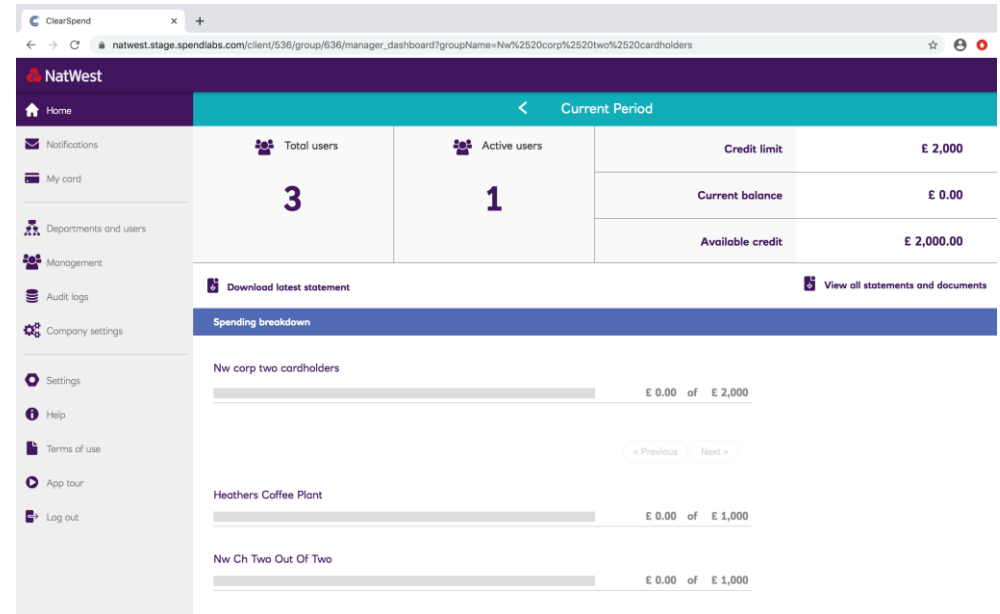 ClearSpend
natwest.stage.spendlabs.com/client/536/group/636/manager_dashboard?groupName=Nw%2520corp%2520two%2520cardholders
NatWest
Home
Notifications
My card
Departments and users
Management
Audit logs
Company settings
Settings
Help
Terms of use
App tour
Log out
Current Period
Total users
3
Active users
1
Credit limit £ 2,000
Current balance £ 0.00
Available credit £ 2,000.00
Download latest statement
View all statements and documents
Spending breakdown
Nw corp two cardholders
£ 0.00 of £ 2,000
« Previous Next »
Heathers Coffee Plant
£ 0.00 of £ 1,000
Nw Ch Two Out Of Two
£ 0.00 of £ 1,000